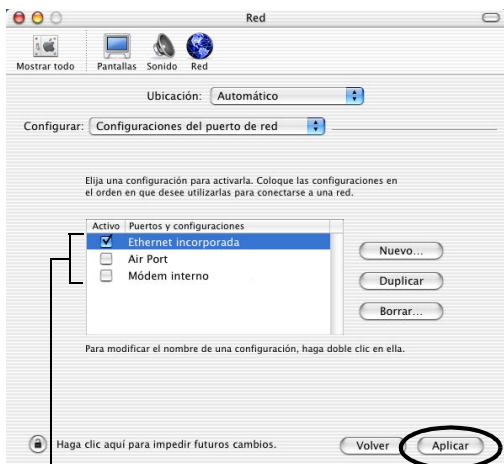 Red
Mostrar todo Pantallas Sonido Red
Ubicación: Automático
Configurar: Configuraciones del puerto de red
Elija una configuración para activarla. Coloque las configuraciones en
el orden en que desee utilizarlas para conectarse a una red.
Activo Puertos y configuraciones
Ethernet incorporada
Air Port
Módem interno
Nuevo...
Duplicar
Borrar...
Para modificar el nombre de una configuración, haga doble clic en ella.
Haga clic aquí para impedir futuros cambios.
Volver Aplicar